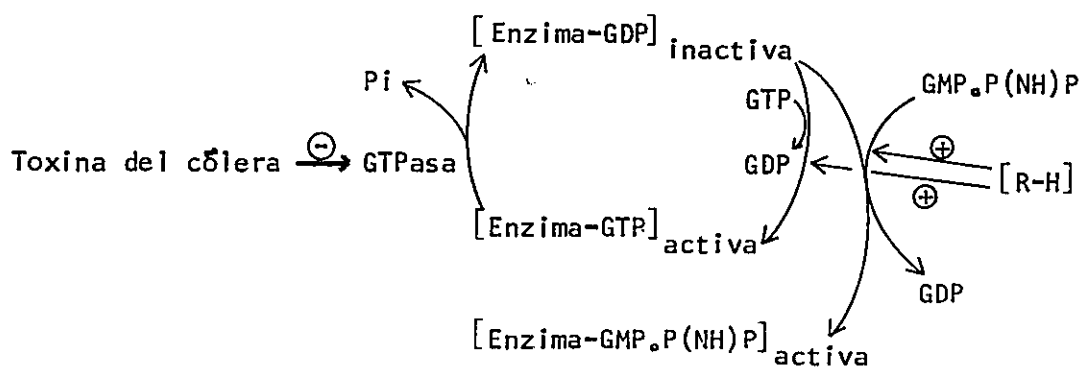 [Enzima-GDP] inactiva
Pi
GTP
GMP.P(NH)P
Toxina del cólera ⊖ GTPasa
GDP
⊕
[R-H]
⊕
[Enzima-GTP] activa
GDP
[Enzima-GMP.P(NH)P] activa